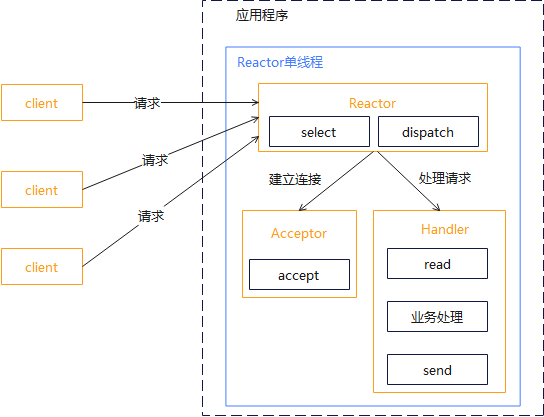 应用程序
Reactor单线程
client
请求
Reactor
select
dispatch
client
请求
建立连接
处理请求
client
请求
Acceptor
accept
Handler
read
业务处理
send